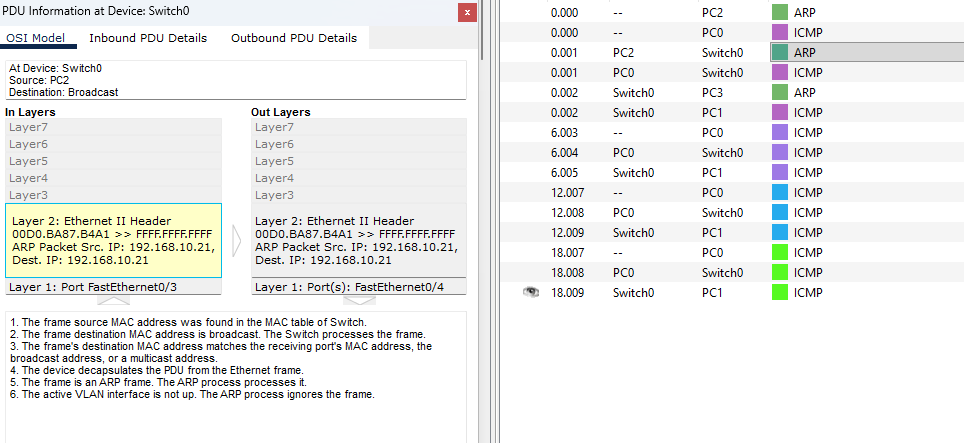 PDU Information at Device: Switch0
x
OSI Model Inbound PDU Details Outbound PDU Details
At Device: Switch0
Source: PC2
Destination: Broadcast
In Layers
Layer7
Layer6
Layer5
Layer4
Layer3
Layer 2: Ethernet II Header
00D0.BA87.B4A1 >> FFFF.FFFF.FFFF
ARP Packet Src. IP: 192.168.10.21,
Dest. IP: 192.168.10.21
Layer 1: Port FastEthernet0/3
Out Layers
Layer7
Layer6
Layer5
Layer4
Layer3
Layer 2: Ethernet II Header
00D0.BA87.B4A1 >> FFFF.FFFF.FFFF
ARP Packet Src. IP: 192.168.10.21,
Dest. IP: 192.168.10.21
Layer 1: Port(s): FastEthernet0/4
1. The frame source MAC address was found in the MAC table of Switch.
2. The frame destination MAC address is broadcast. The Switch processes the frame.
3. The frame's destination MAC address matches the receiving port's MAC address, the
broadcast address, or a multicast address.
4. The device decapsulates the PDU from the Ethernet frame.
5. The frame is an ARP frame. The ARP process processes it.
6. The active VLAN interface is not up. The ARP process ignores the frame.
0.000 -- PC2 ARP
0.000 -- PC0 ICMP
0.001 PC2 Switch0 ARP
0.001 PC0 Switch0 ICMP
0.002 Switch0 PC3 ARP
0.002 Switch0 PC1 ICMP
6.003 -- PC0 ICMP
6.004 PC0 Switch0 ICMP
6.005 Switch0 PC1 ICMP
12.007 -- PC0 ICMP
12.008 PC0 Switch0 ICMP
12.009 Switch0 PC1 ICMP
18.007 -- PC0 ICMP
18.008 PC0 Switch0 ICMP
18.009 Switch0 PC1 ICMP